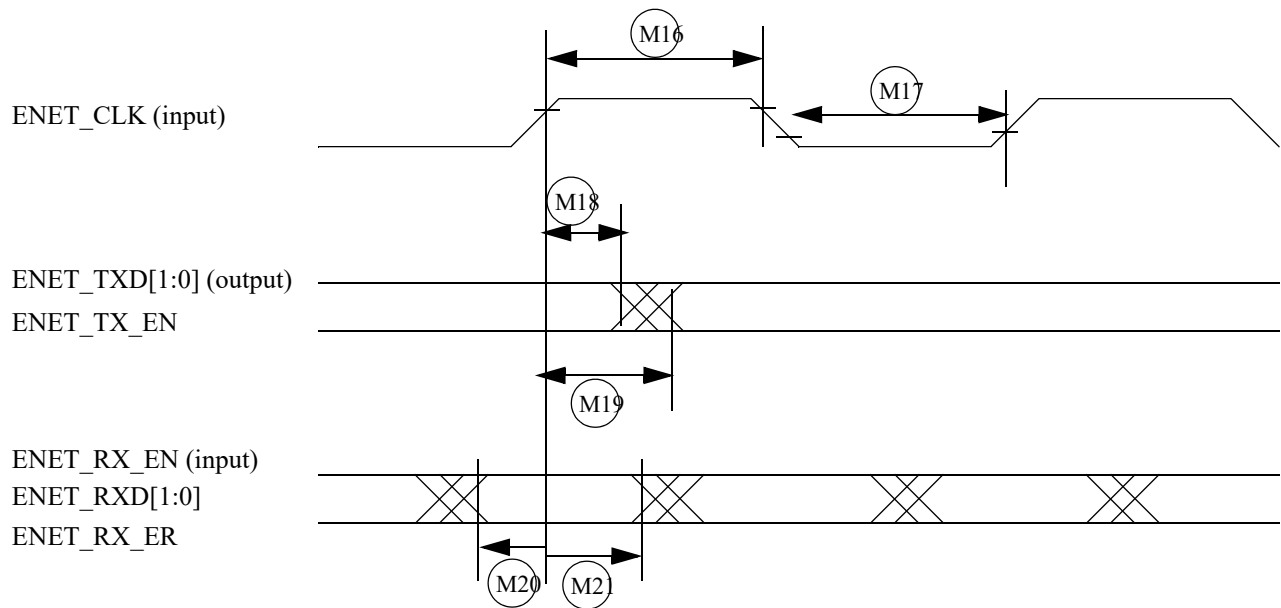 M16
M17
ENET_CLK (input)
M18
ENET_TXD[1:0] (output)
ENET_TX_EN
M19
ENET_RX_EN (input)
ENET_RXD[1:0]
ENET_RX_ER
M20
M21